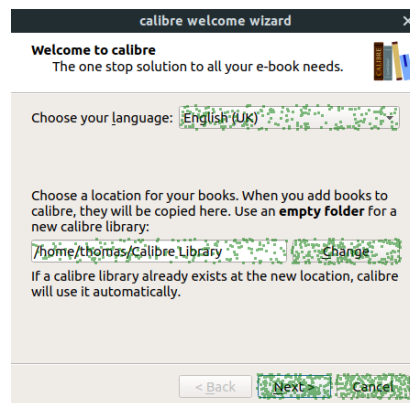 calibre welcome wizard
Welcome to calibre
The one stop solution to all your e-book needs.
CALIBRE
Choose your language: English (UK)
Choose a location for your books. When you add books to
calibre, they will be copied here. Use an empty folder for a
new calibre library:
/home/thomas/Calibre Library Change
If a calibre library already exists at the new location, calibre
will use it automatically.
< Back Next > Cancel